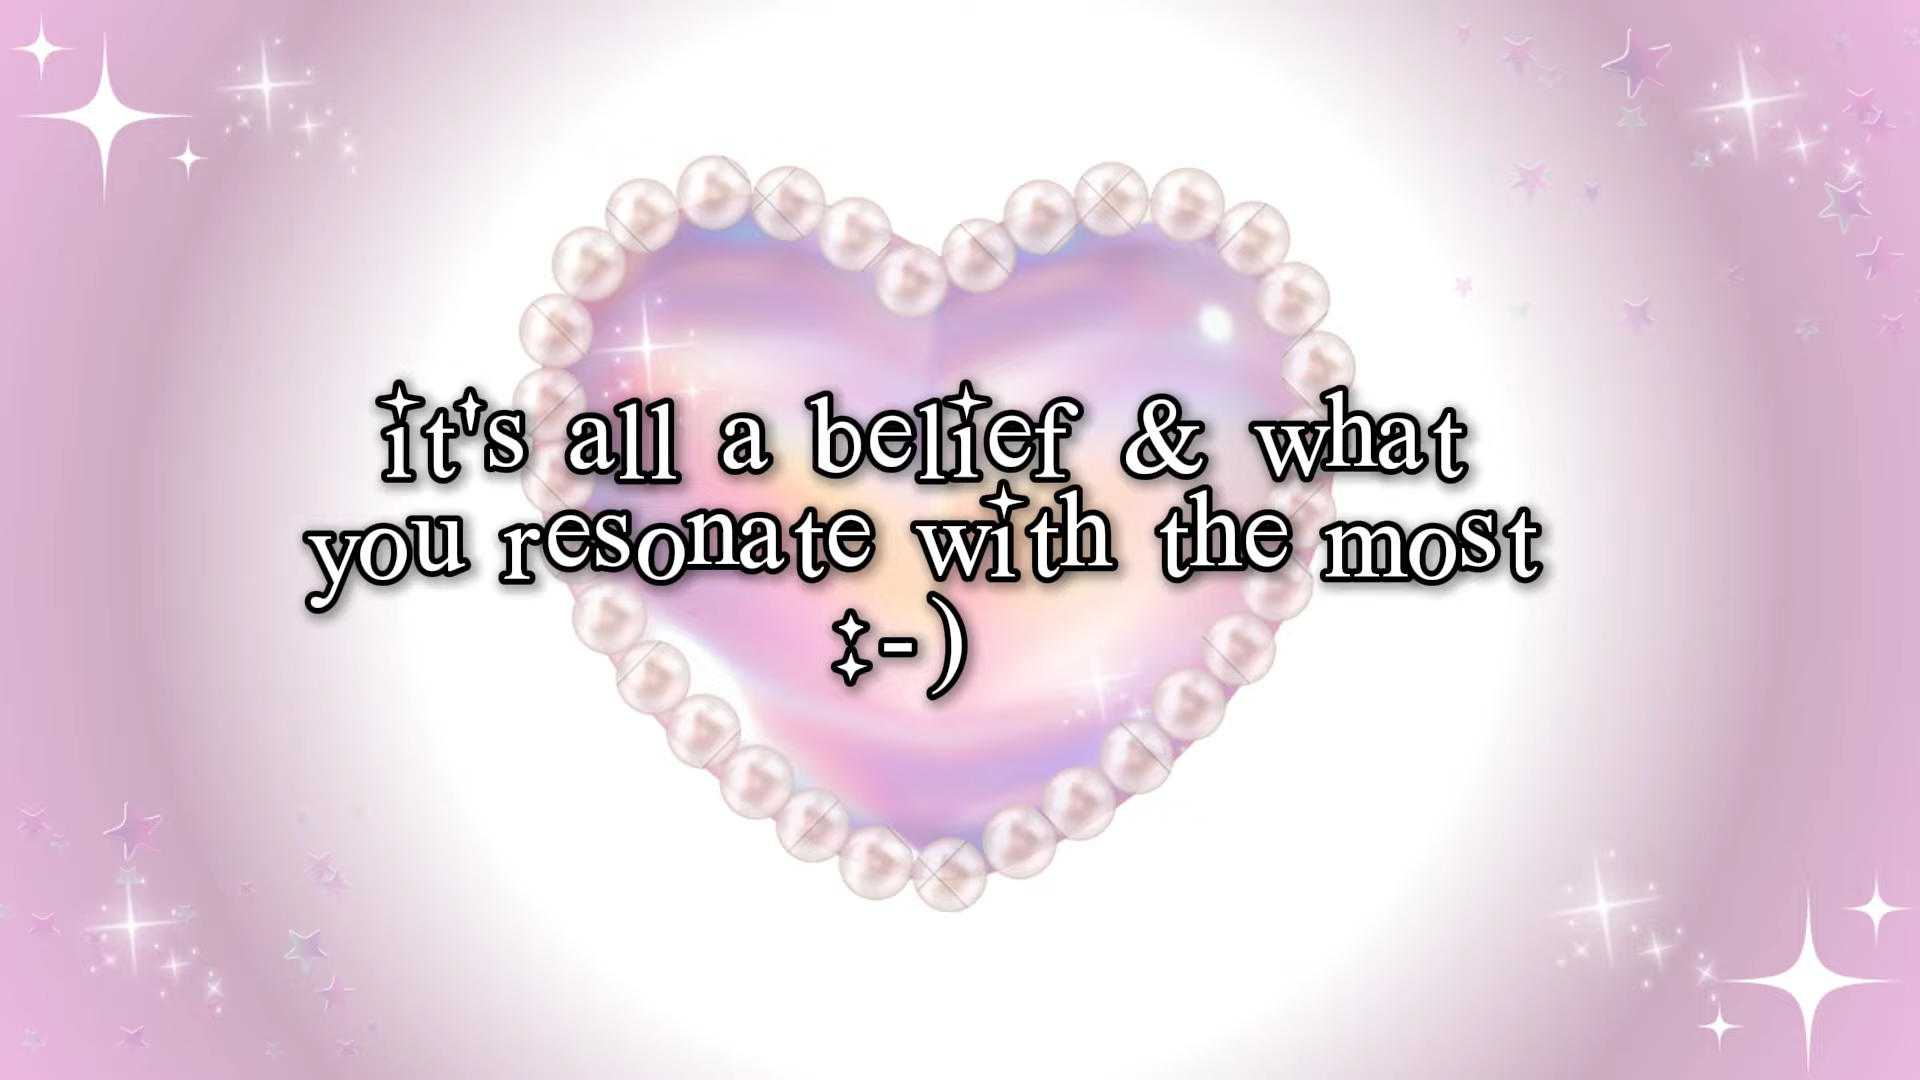 it's all a belief & what
you resonate with the most
:-)